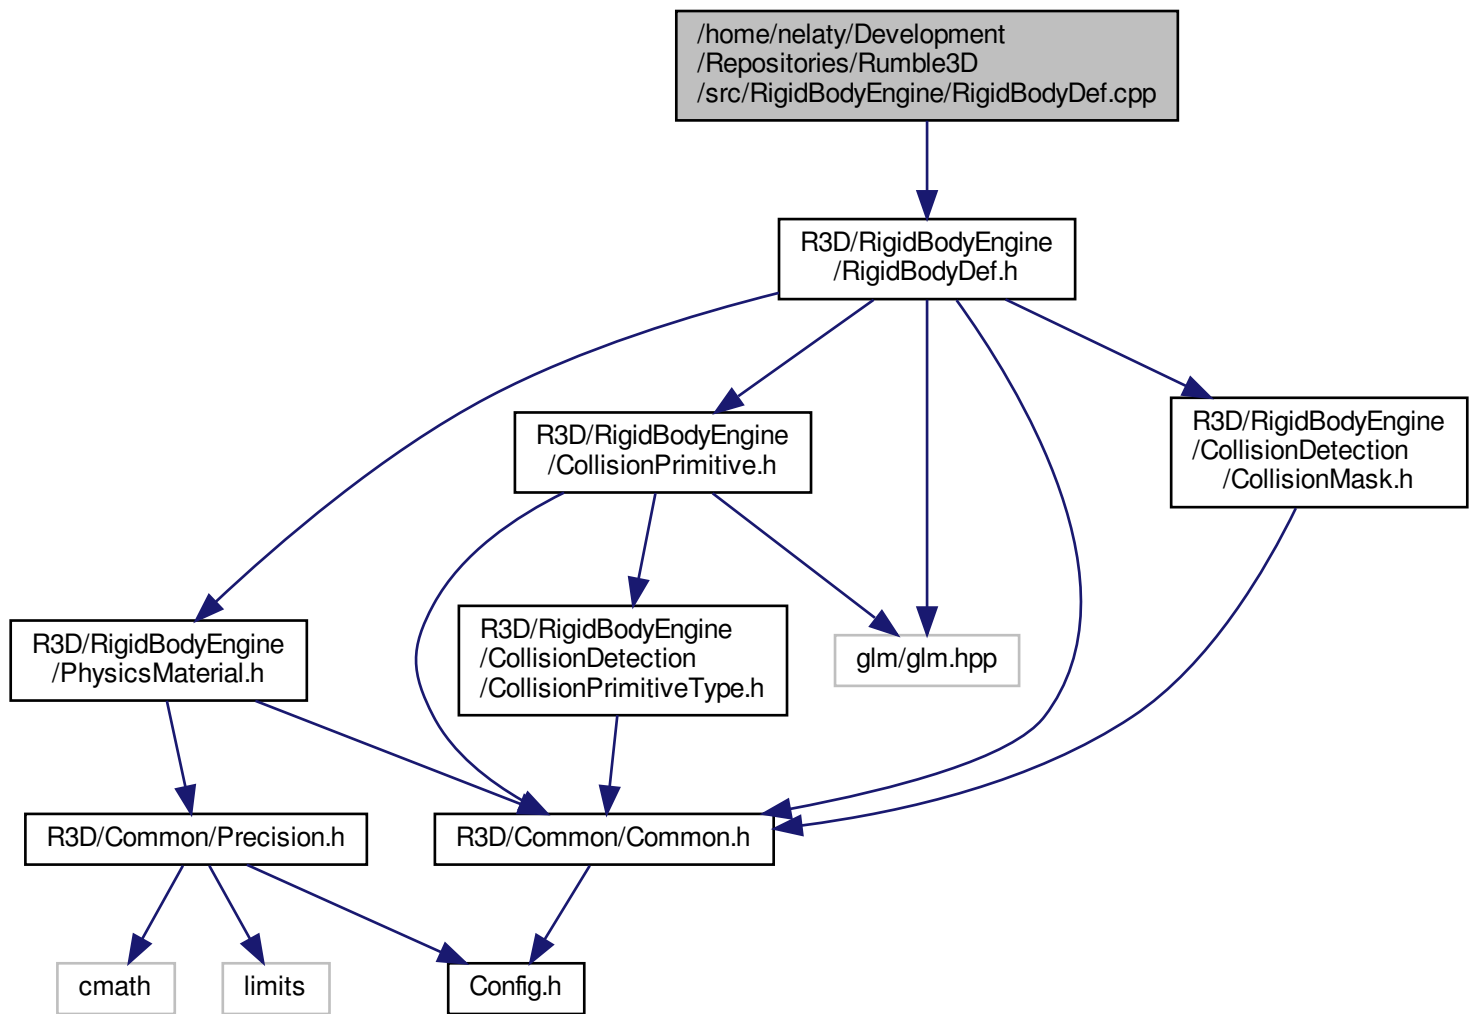 /home/nelaty/Development
/Repositories/Rumble3D
/src/RigidBodyEngine/RigidBodyDef.cpp
R3D/RigidBodyEngine
/RigidBodyDef.h
R3D/RigidBodyEngine
/CollisionPrimitive.h
R3D/RigidBodyEngine
/CollisionDetection
/CollisionMask.h
R3D/RigidBodyEngine
/PhysicsMaterial.h
R3D/RigidBodyEngine
/CollisionDetection
/CollisionPrimitiveType.h
glm/glm.hpp
R3D/Common/Precision.h
R3D/Common/Common.h
cmath
limits
Config.h